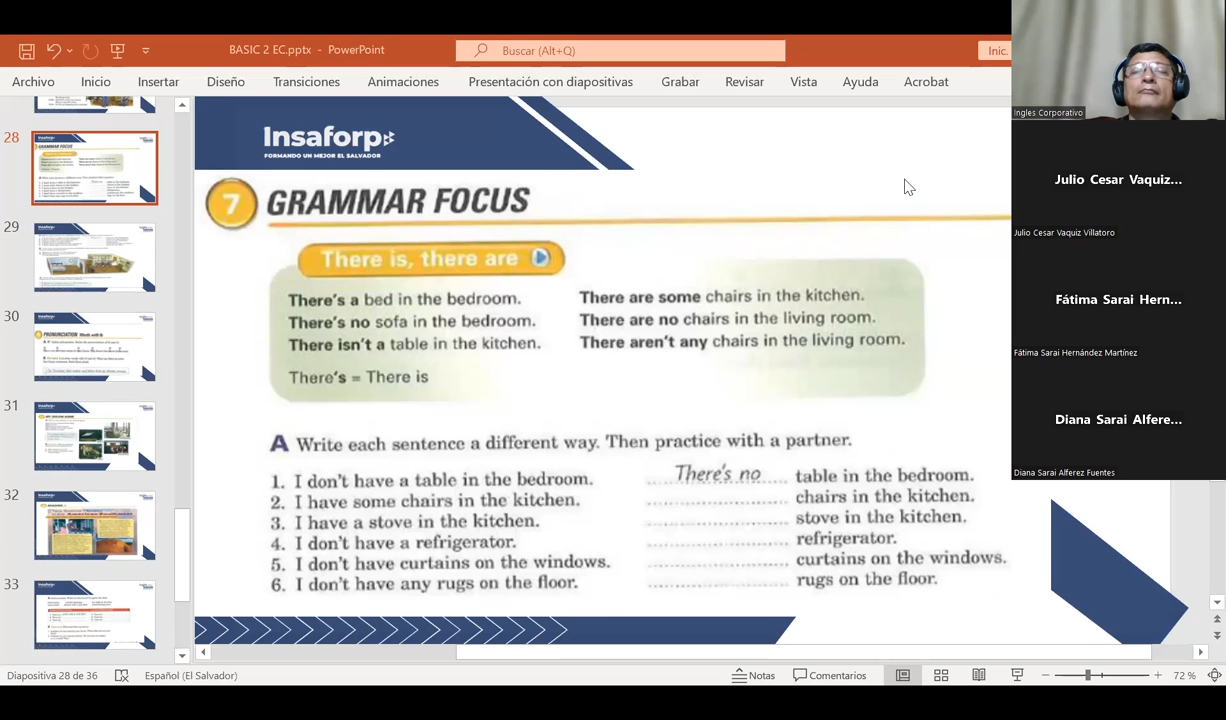 BASIC 2 EC.pptx - PowerPoint
Buscar (Alt+Q)
Inic.
Archivo Inicio Insertar Diseño Transiciones Animaciones Presentación con diapositivas Grabar Revisar Vista Ayuda Acrobat
28
29
30
31
32
33
Insaforp
FORMANDO UN MEJOR EL SALVADOR
7 GRAMMAR FOCUS
There is, there are
There's a bed in the bedroom.
There's no sofa in the bedroom.
There isn't a table in the kitchen.
There's = There is
There are some chairs in the kitchen.
There are no chairs in the living room.
There aren't any chairs in the living room.
A Write each sentence a different way. Then practice with a partner.
1. I don't have a table in the bedroom. There's no table in the bedroom.
2. I have some chairs in the kitchen. chairs in the kitchen.
3. I have a stove in the kitchen. stove in the kitchen.
4. I don't have a refrigerator. refrigerator.
5. I don't have curtains on the windows. curtains on the windows.
6. I don't have any rugs on the floor. rugs on the floor.
Ingles Corporativo
Julio Cesar Vaquiz...
Julio Cesar Vaquiz Villatoro
Fátima Sarai Hern...
Fátima Sarai Hernández Martínez
Diana Sarai Alfere...
Diana Sarai Alferez Fuentes
Diapositiva 28 de 36 Español (El Salvador) Notas Comentarios 72 %